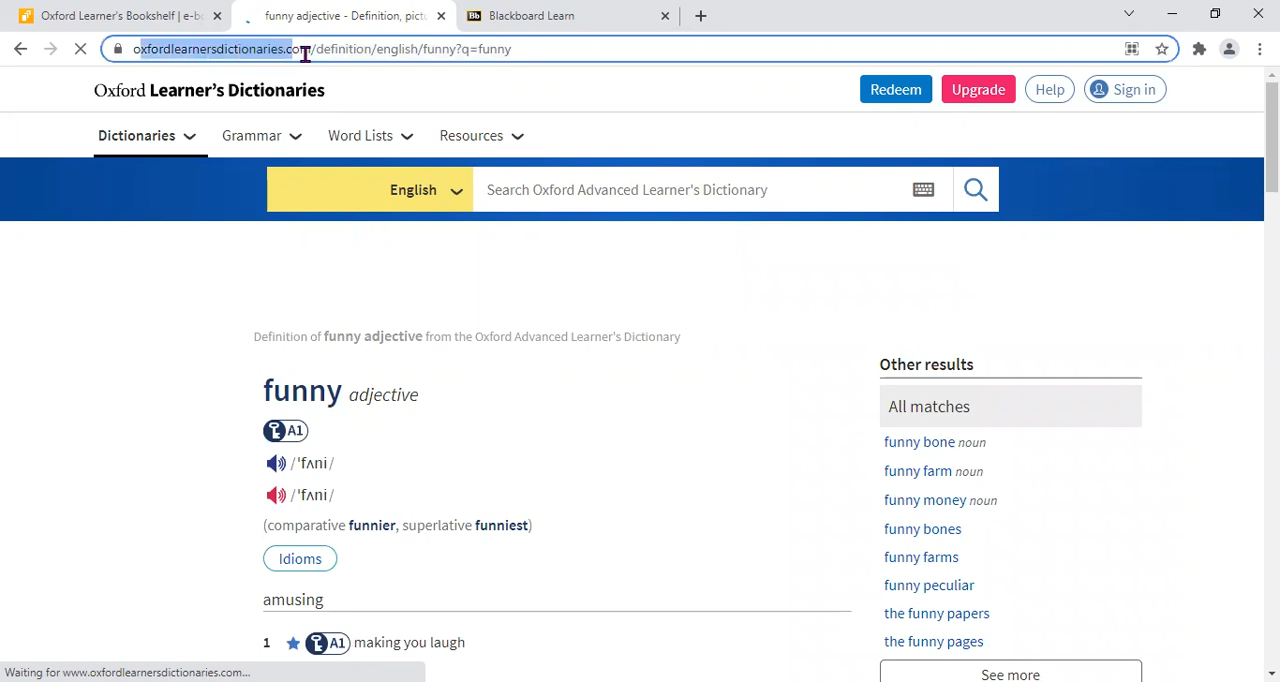 Oxford Learner's Bookshelf | e-bo
funny adjective - Definition, pictu
Blackboard Learn
oxfordlearnersdictionaries.com/definition/english/funny?q=funny
Oxford Learner's Dictionaries
Redeem
Upgrade
Help
Sign in
Dictionaries
Grammar
Word Lists
Resources
English
Search Oxford Advanced Learner's Dictionary
Definition of funny adjective from the Oxford Advanced Learner's Dictionary
funny adjective
A1
/ˈfʌni/
/ˈfʌni/
(comparative funnier, superlative funniest)
Idioms
amusing
1 A1 making you laugh
Other results
All matches
funny bone noun
funny farm noun
funny money noun
funny bones
funny farms
funny peculiar
the funny papers
the funny pages
See more
Waiting for www.oxfordlearnersdictionaries.com...